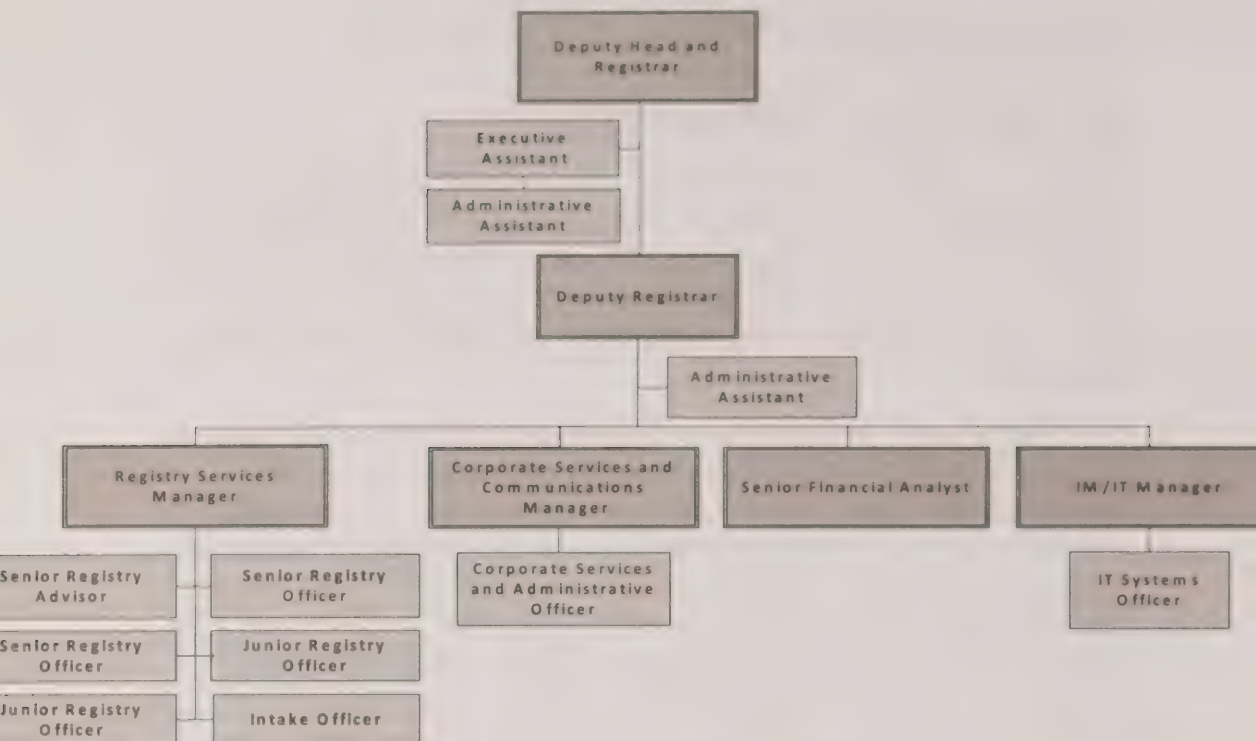 Deputy Head and
Registrar
Executive
Assistant
Administrative
Assistant
Deputy Registrar
Administrative
Assistant
Registry Services
Manager
Corporate Services and
Communications
Manager
Senior Financial Analyst
IM/IT Manager
Senior Registry
Advisor
Senior Registry
Officer
Corporate Services
and Administrative
Officer
IT Systems
Officer
Senior Registry
Officer
Junior Registry
Officer
Junior Registry
Officer
Intake Officer